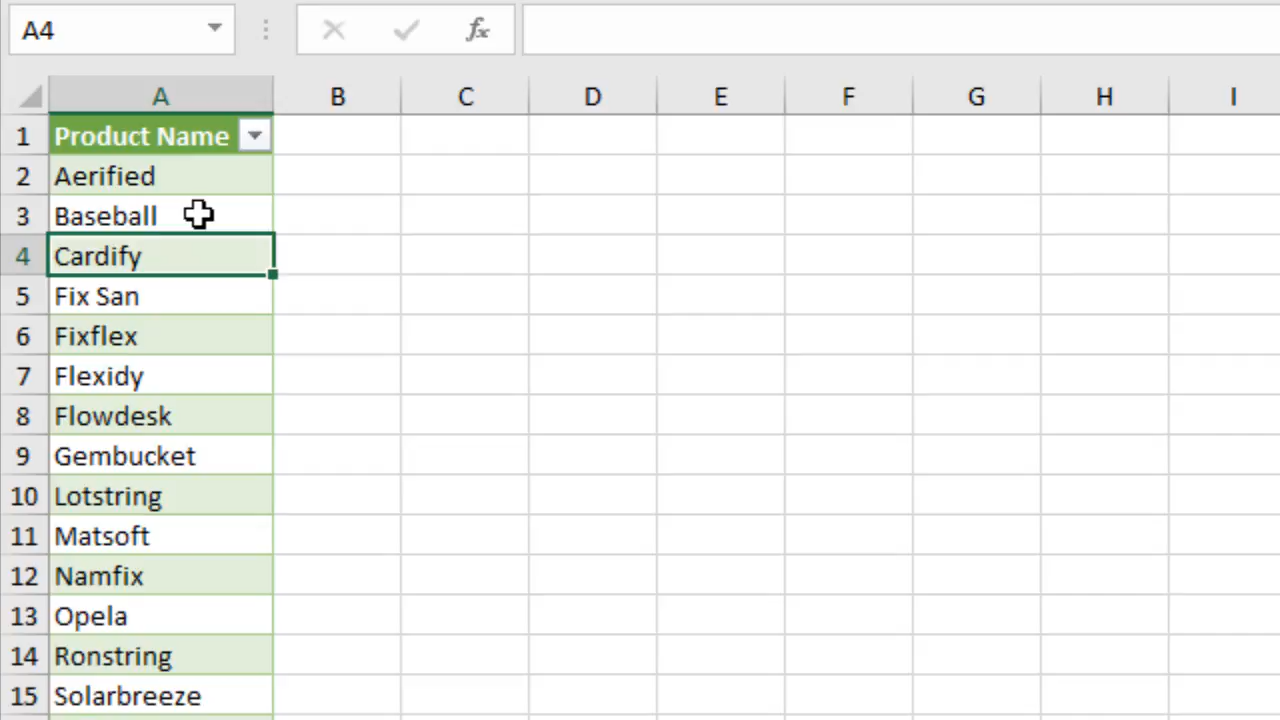 A4
fx
A B C D E F G H I
1 Product Name
2 Aerified
3 Baseball
4 Cardify
5 Fix San
6 Fixflex
7 Flexidy
8 Flowdesk
9 Gembucket
10 Lotstring
11 Matsoft
12 Namfix
13 Opela
14 Ronstring
15 Solarbreeze